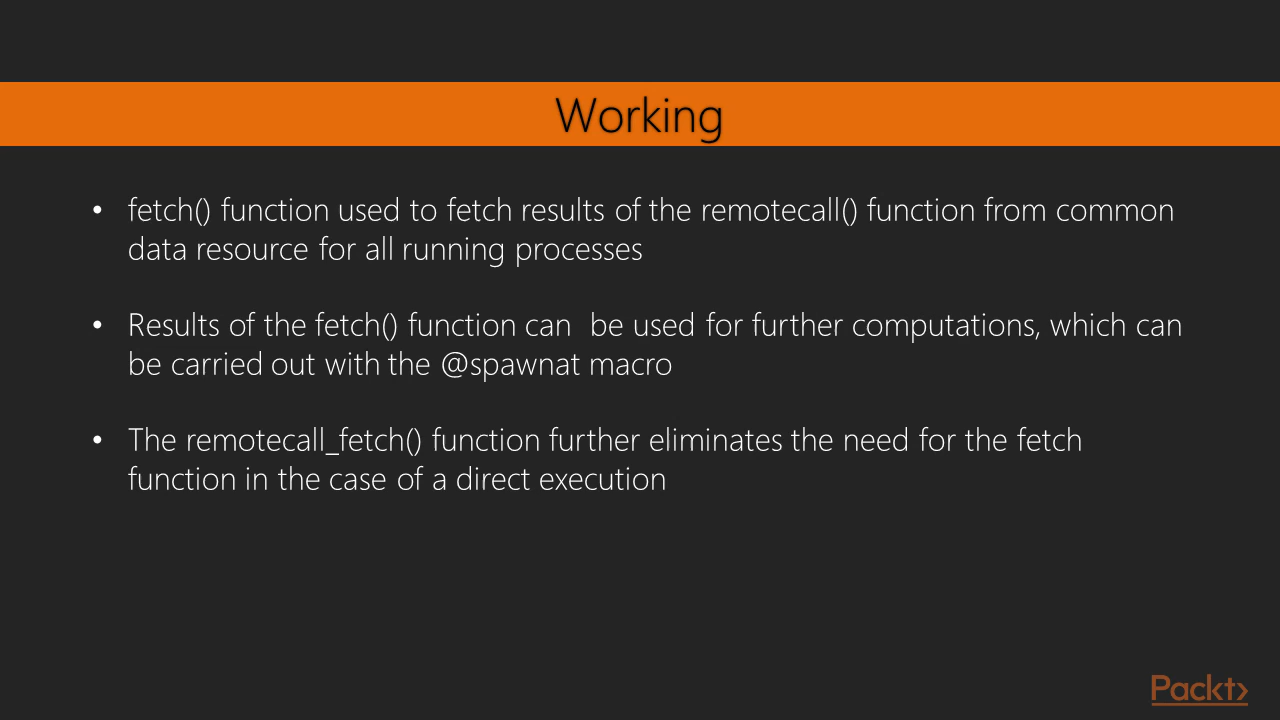 Working
• fetch() function used to fetch results of the remotecall() function from common
data resource for all running processes
• Results of the fetch() function can  be used for further computations, which can
be carried out with the @spawnat macro
• The remotecall_fetch() function further eliminates the need for the fetch
function in the case of a direct execution
Packt>